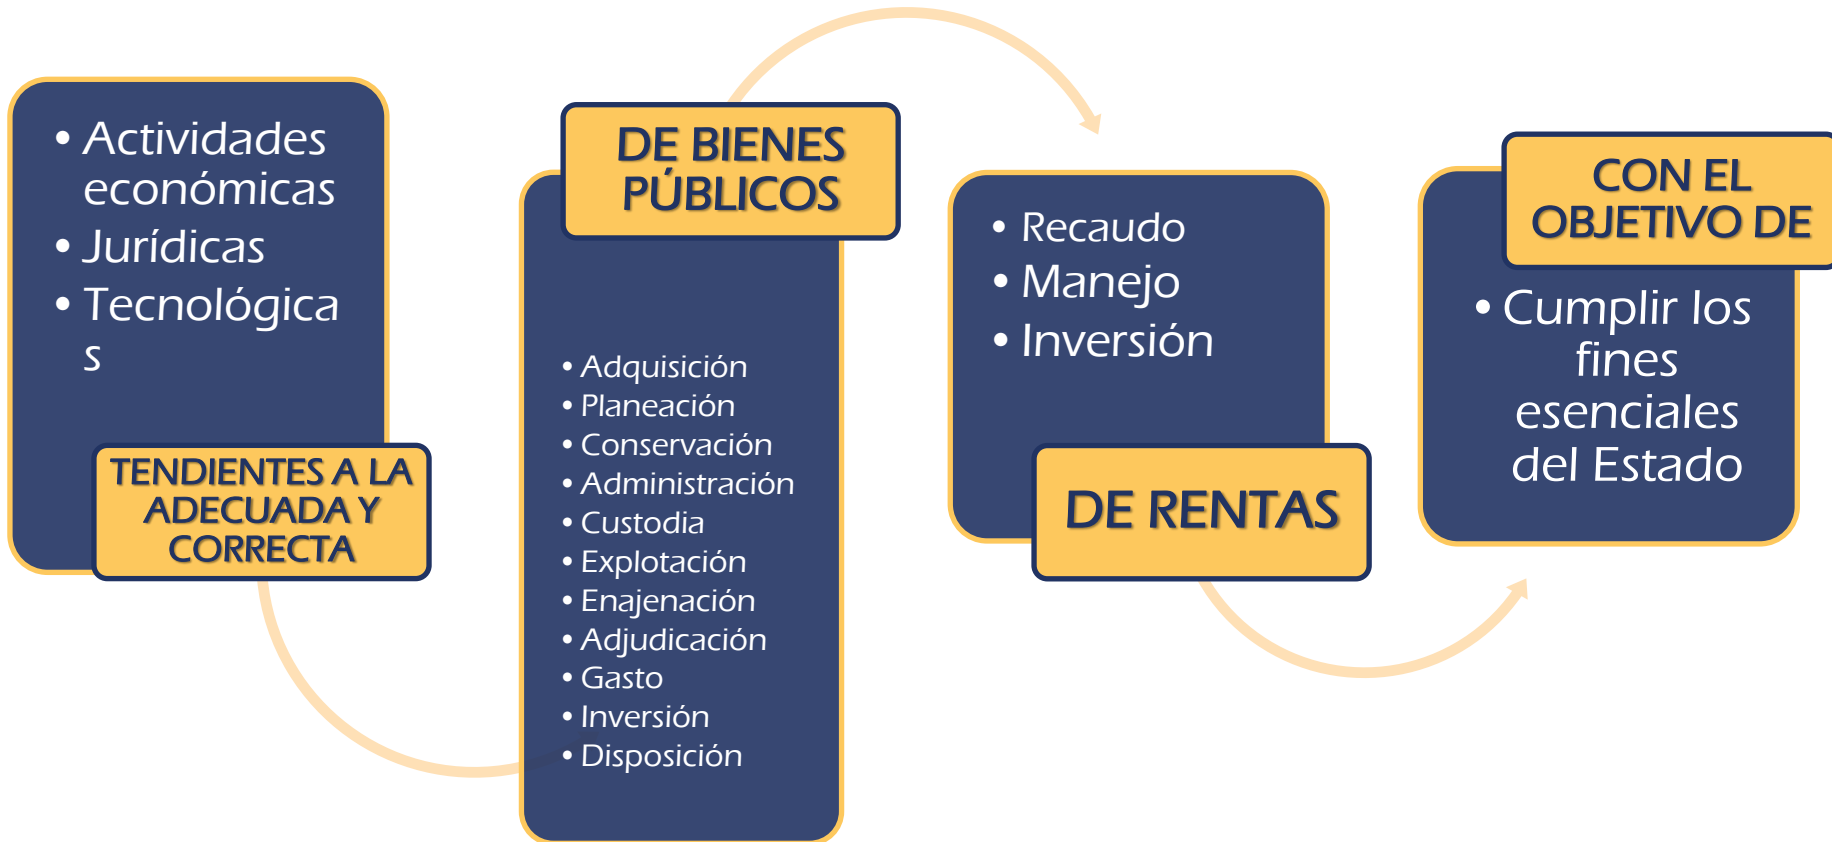 • Actividades
económicas
• Jurídicas
• Tecnológica
s
TENDIENTES A LA
ADECUADA Y
CORRECTA
DE BIENES
PÚBLICOS
• Adquisición
• Planeación
• Conservación
• Administración
• Custodia
• Explotación
• Enajenación
• Adjudicación
• Gasto
• Inversión
• Disposición
• Recaudo
• Manejo
• Inversión
DE RENTAS
CON EL
OBJETIVO DE
• Cumplir los
fines
esenciales
del Estado